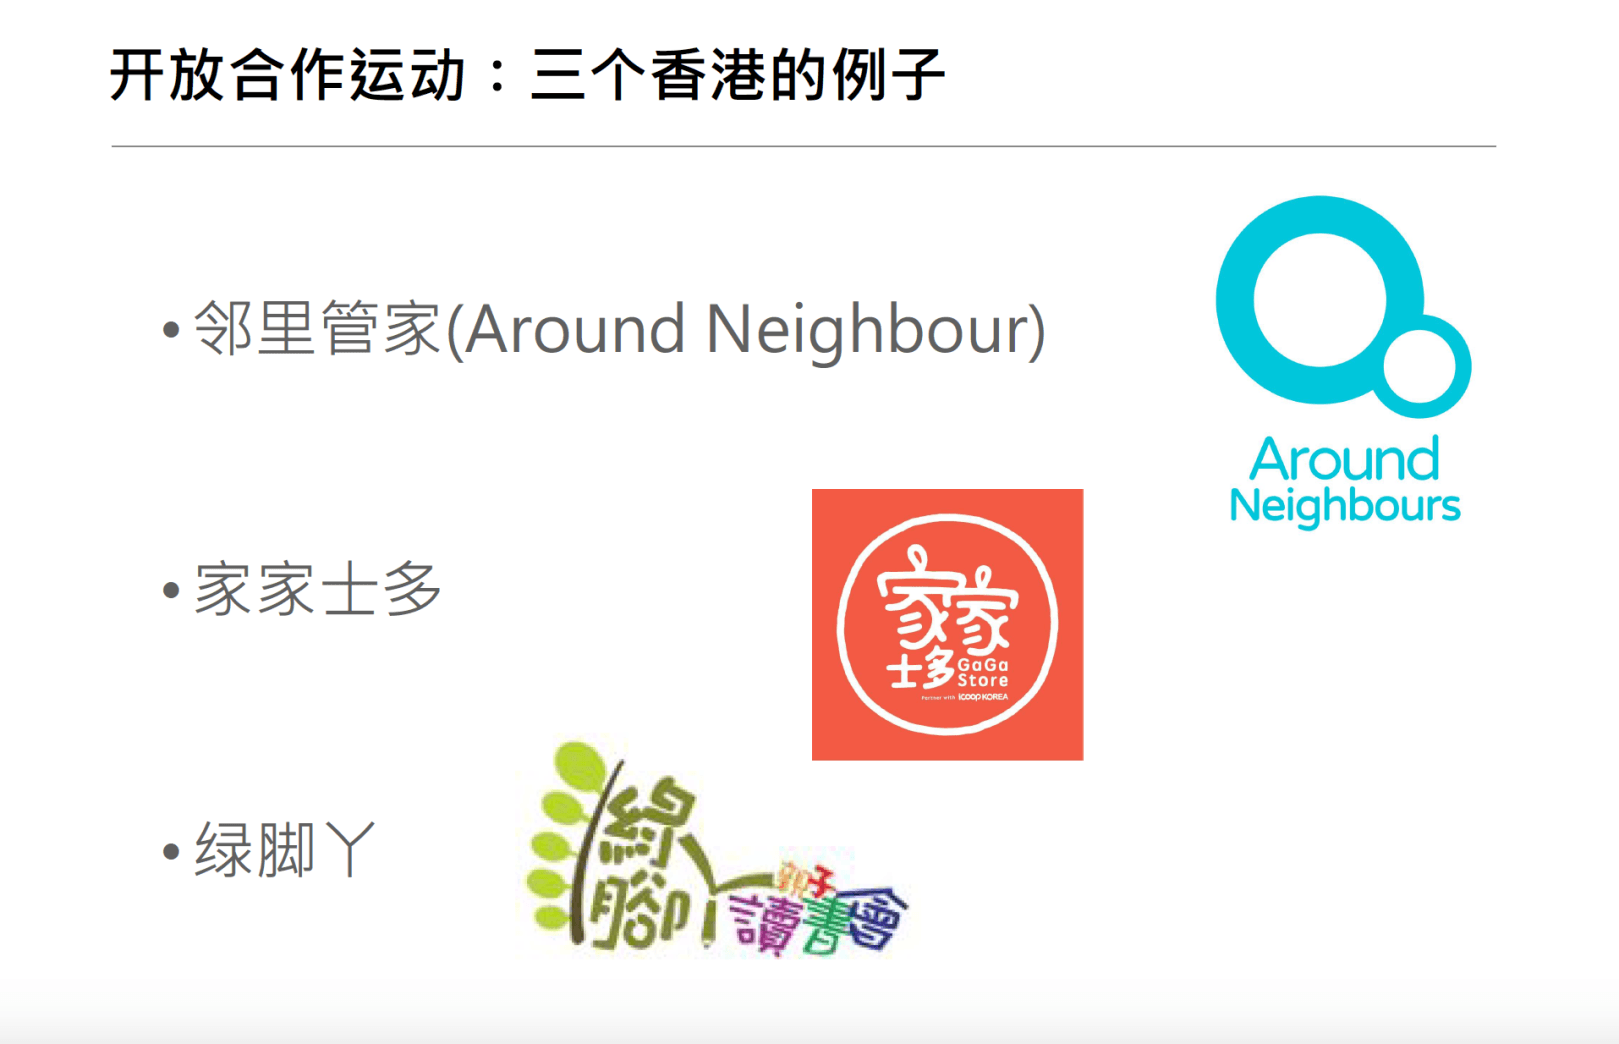 开放合作运动：三个香港的例子
•邻里管家(Around Neighbour)
Around
Neighbours
•家家士多
家家
士多 GaGa
Store
Partner with iCOOP KOREA
•绿脚丫
綠
腳丫
親子
讀書會